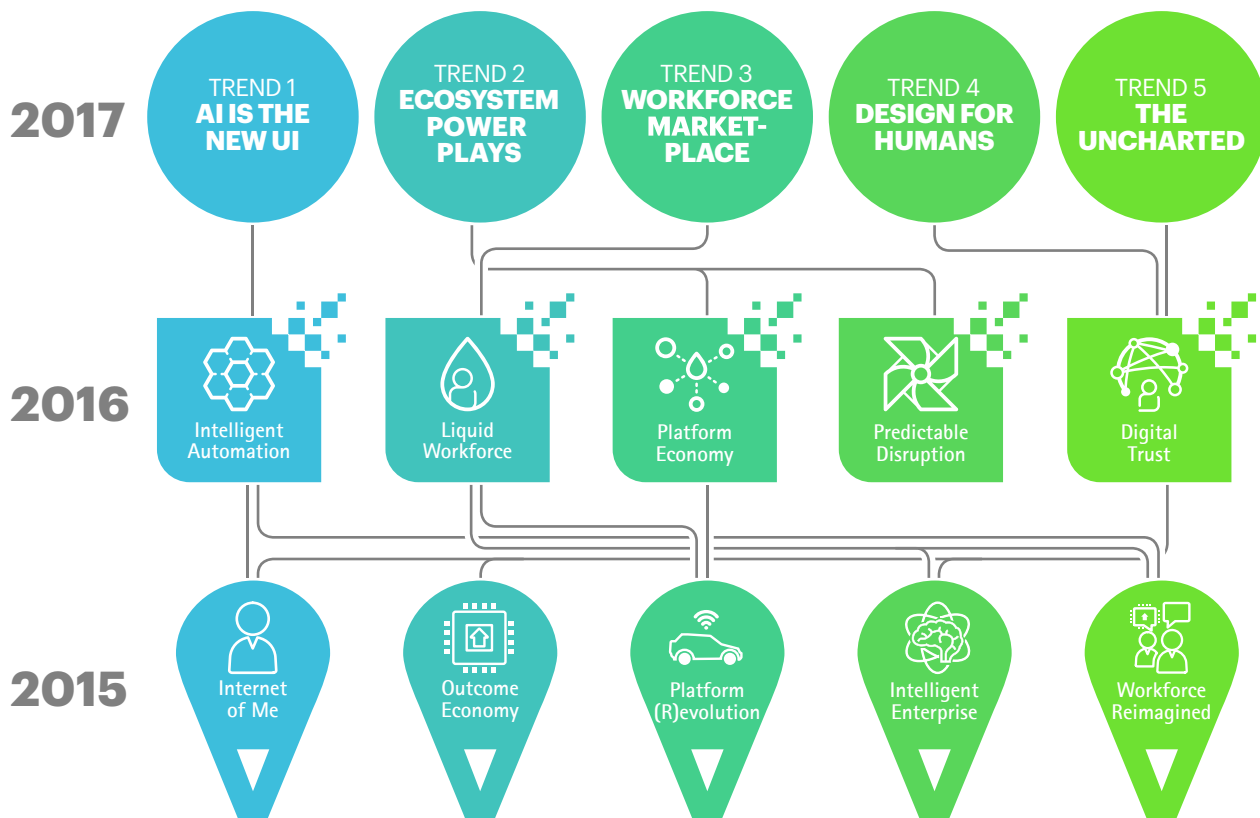 2017
TREND 1
AI IS THE
NEW UI
TREND 2
ECOSYSTEM
POWER
PLAYS
TREND 3
WORKFORCE
MARKET-
PLACE
TREND 4
DESIGN FOR
HUMANS
TREND 5
THE
UNCHARTED
2016
Intelligent
Automation
Liquid
Workforce
Platform
Economy
Predictable
Disruption
Digital
Trust
2015
Internet
of Me
Outcome
Economy
Platform
(R)evolution
Intelligent
Enterprise
Workforce
Reimagined